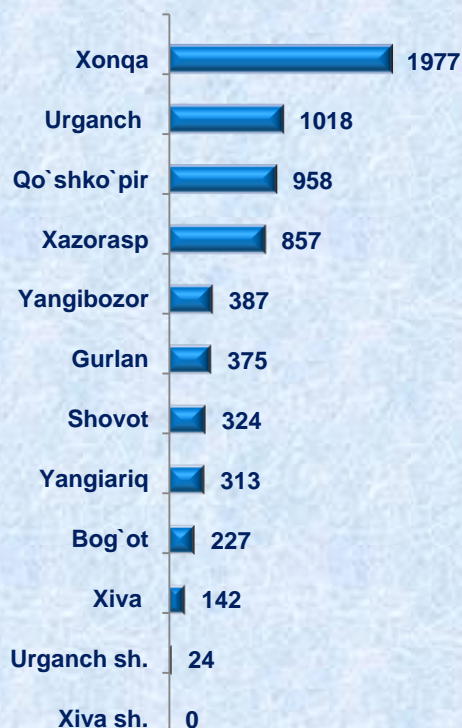 Xonqa 1977
Urganch 1018
Qo`shko`pir 958
Xazorasp 857
Yangibozor 387
Gurlan 375
Shovot 324
Yangiariq 313
Bog`ot 227
Xiva 142
Urganch sh. 24
Xiva sh. 0